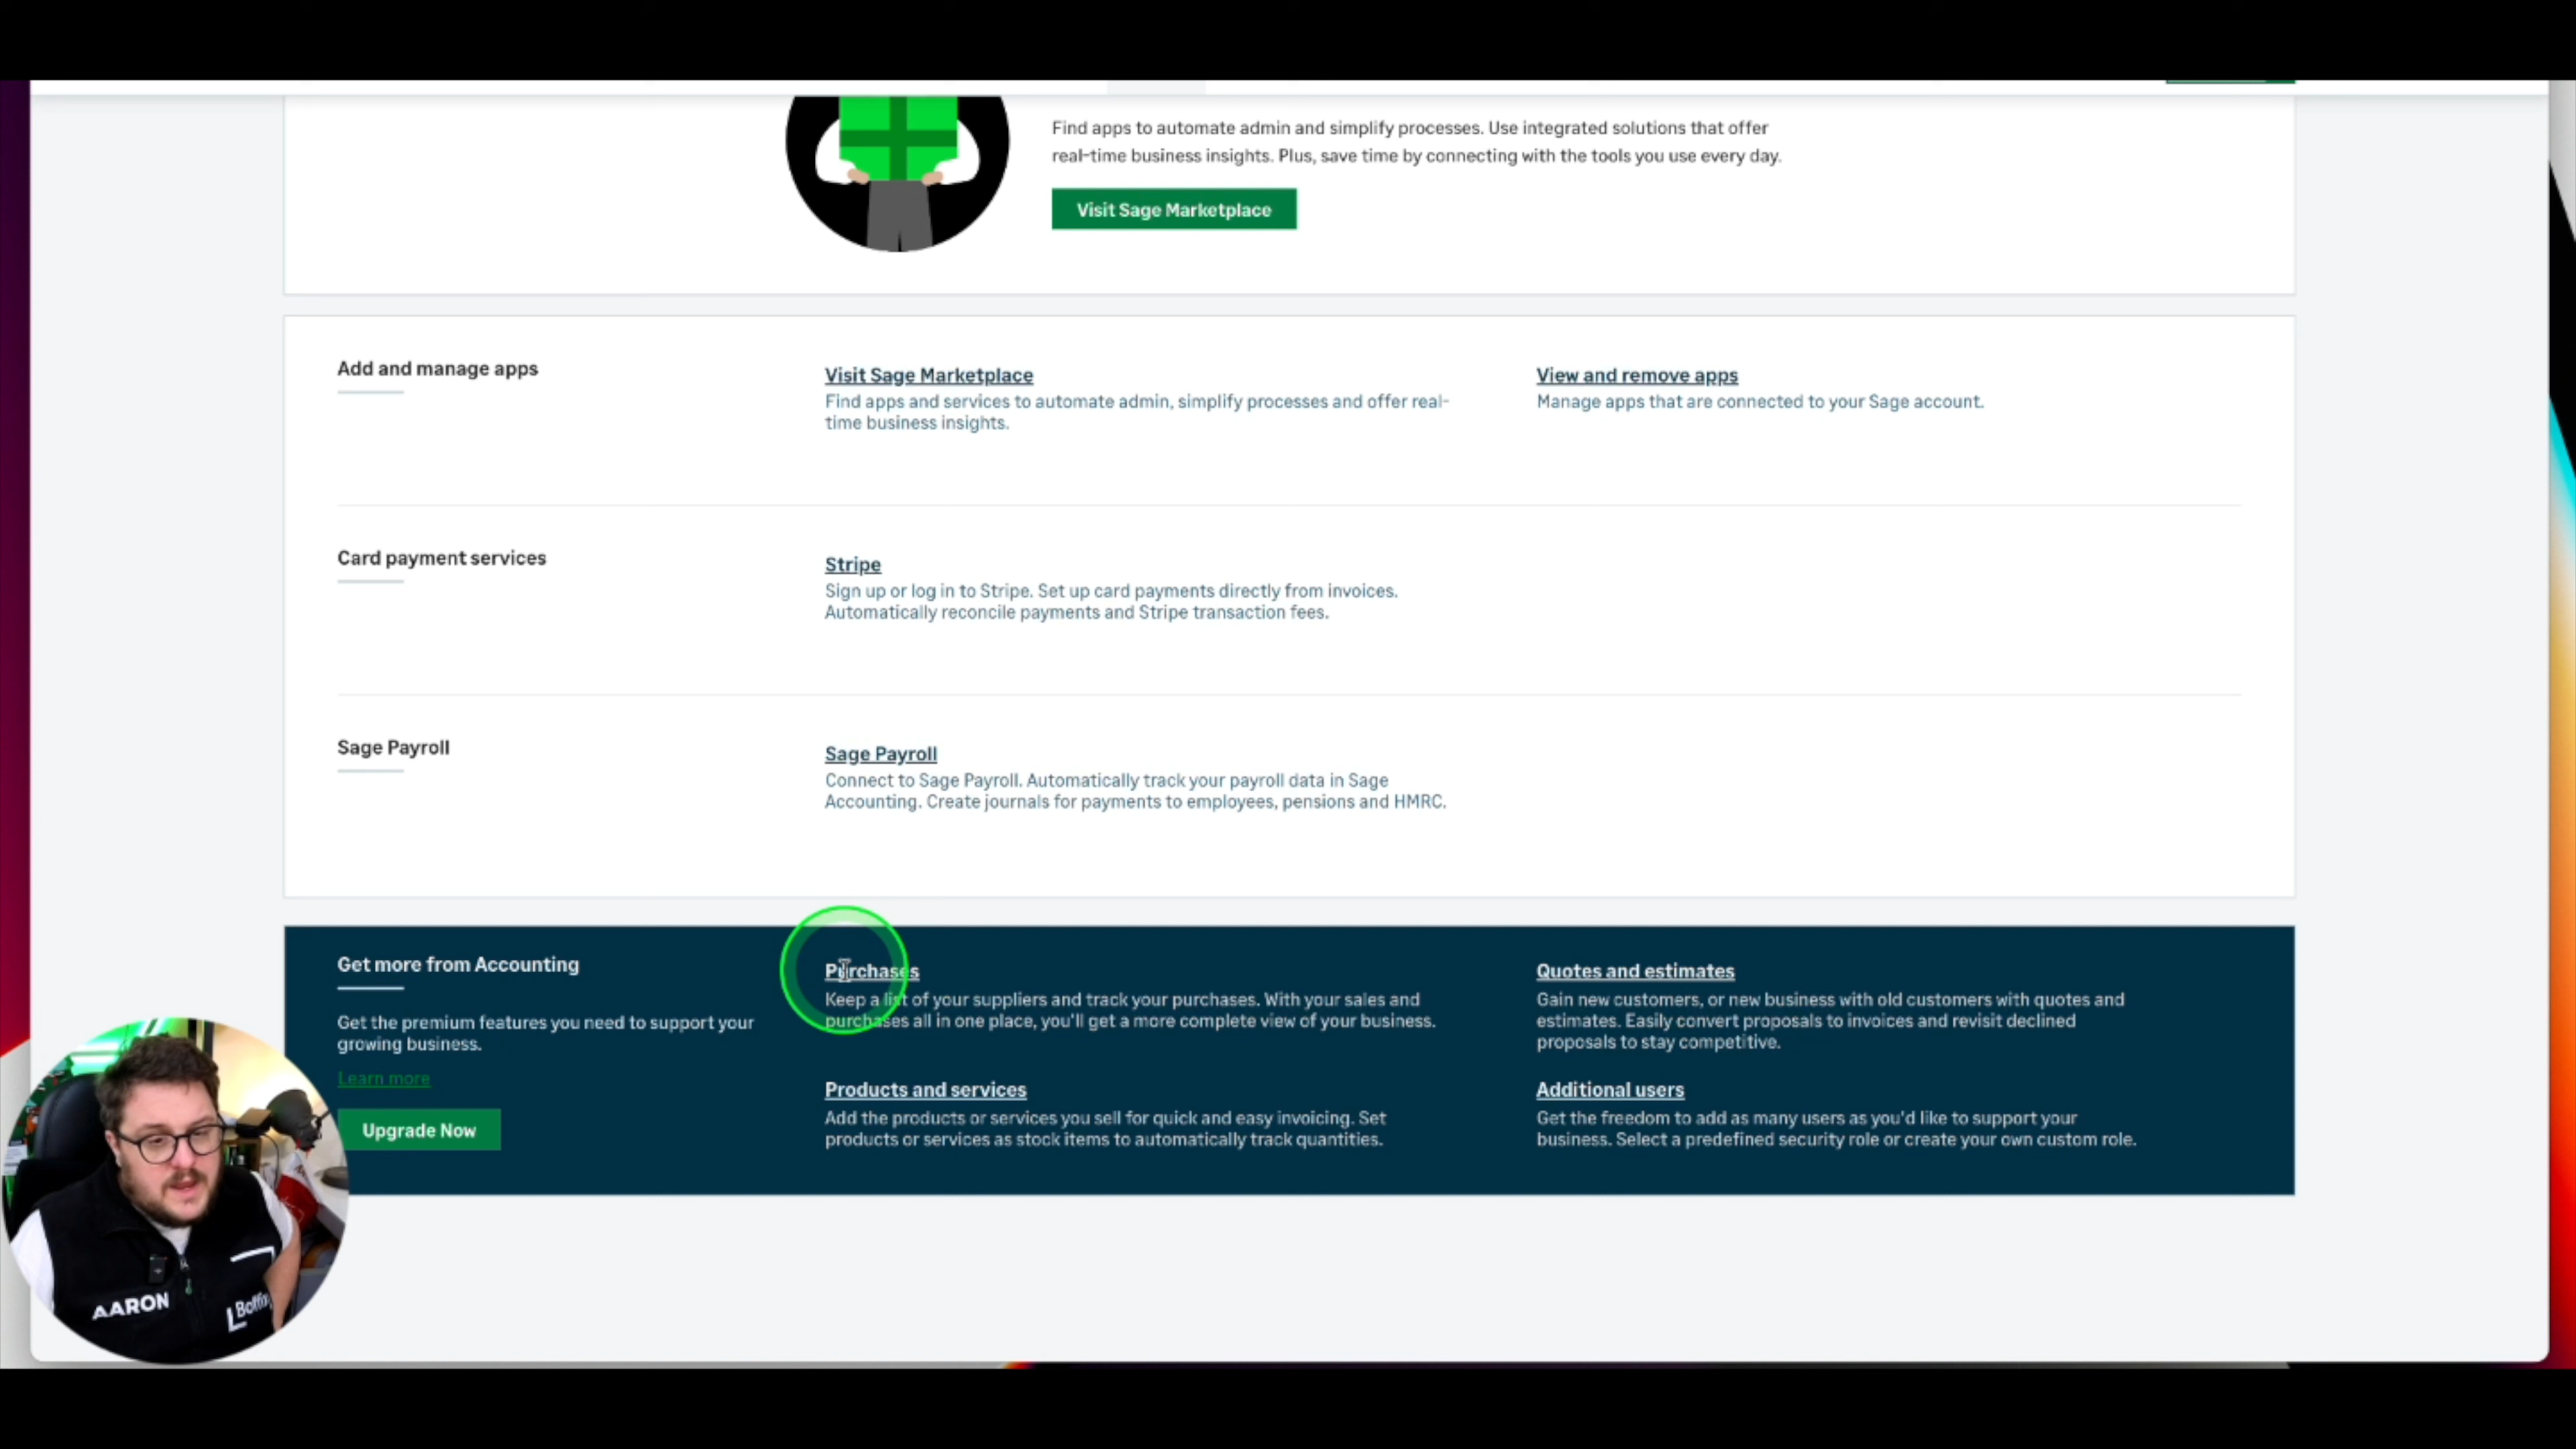 Find apps to automate admin and simplify processes. Use integrated solutions that offer
real-time business insights. Plus, save time by connecting with the tools you use every day.
Visit Sage Marketplace
Add and manage apps
Visit Sage Marketplace
Find apps and services to automate admin, simplify processes and offer real-
time business insights.
View and remove apps
Manage apps that are connected to your Sage account.
Card payment services
Stripe
Sign up or log in to Stripe. Set up card payments directly from invoices.
Automatically reconcile payments and Stripe transaction fees.
Sage Payroll
Sage Payroll
Connect to Sage Payroll. Automatically track your payroll data in Sage
Accounting. Create journals for payments to employees, pensions and HMRC.
Get more from Accounting
Get the premium features you need to support your
growing business.
Learn more
Upgrade Now
Purchases
Keep a list of your suppliers and track your purchases. With your sales and
purchases all in one place, you'll get a more complete view of your business.
Quotes and estimates
Gain new customers, or new business with old customers with quotes and
estimates. Easily convert proposals to invoices and revisit declined
proposals to stay competitive.
Products and services
Add the products or services you sell for quick and easy invoicing. Set
products or services as stock items to automatically track quantities.
Additional users
Get the freedom to add as many users as you'd like to support your
business. Select a predefined security role or create your own custom role.
AARON